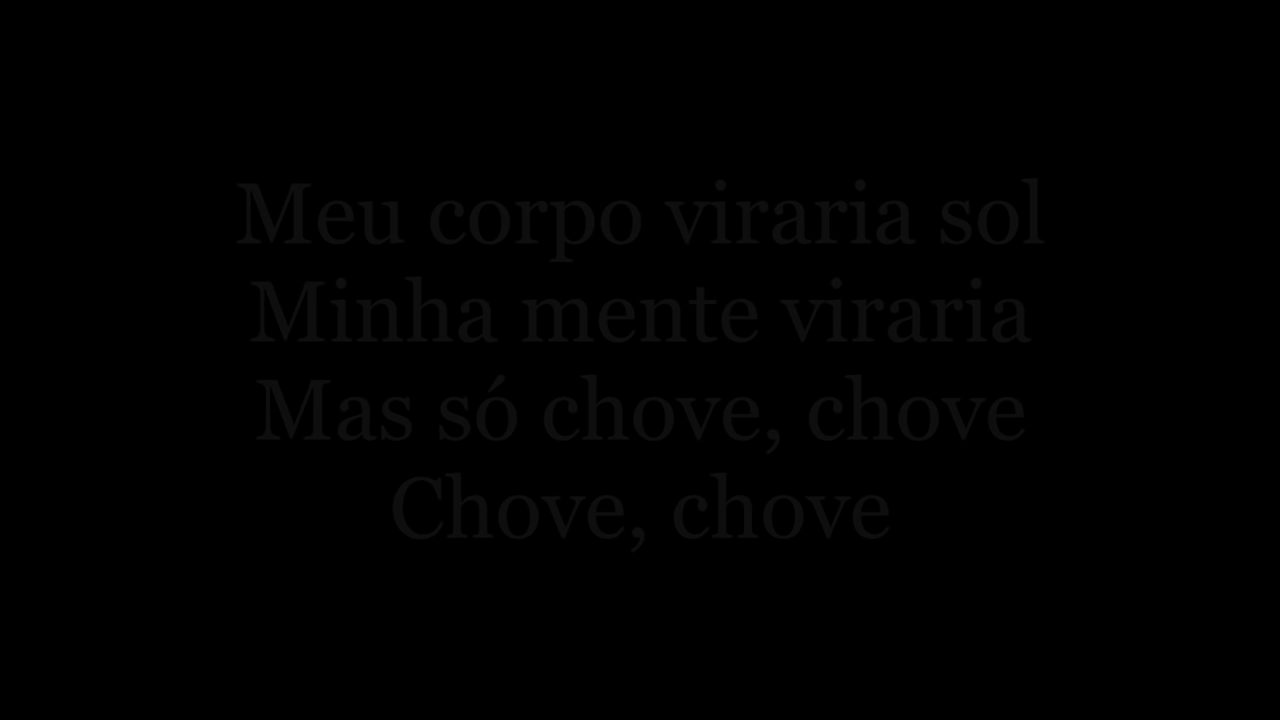 Meu corpo viraria sol
Minha mente viraria
Mas só chove, chove
Chove, chove